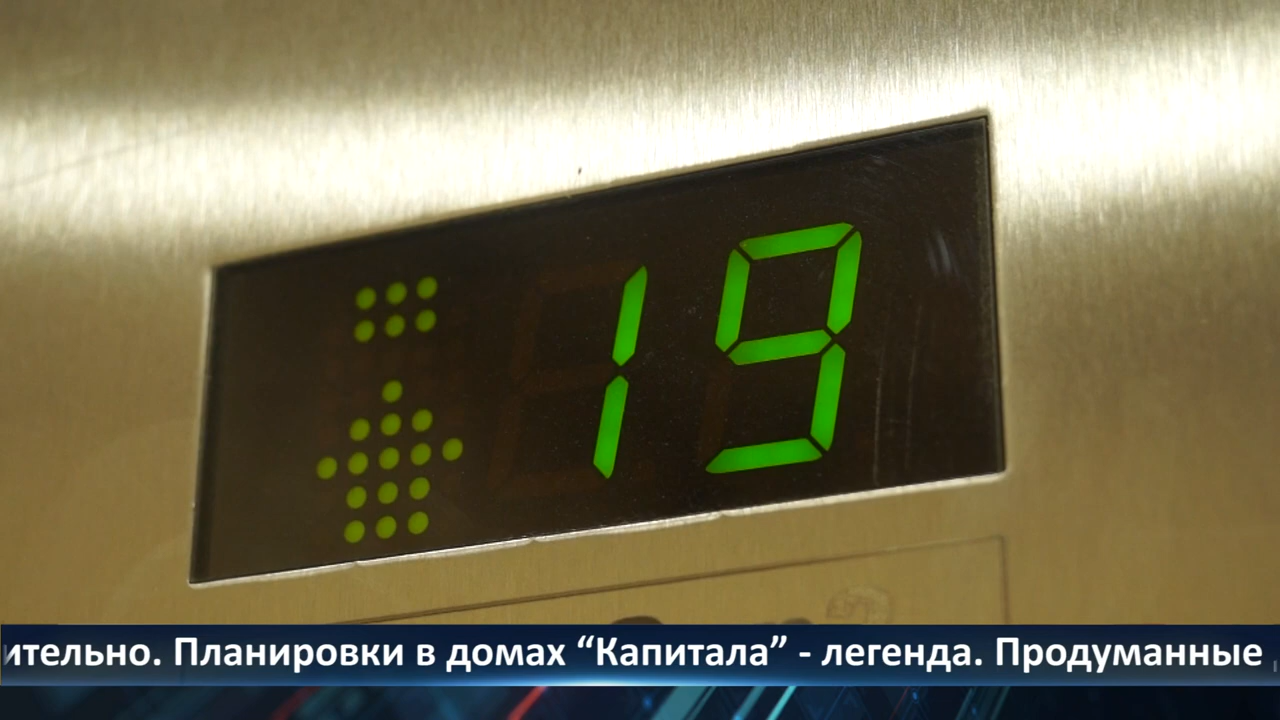 19
ительно. Планировки в домах “Капитала” - легенда. Продуманные